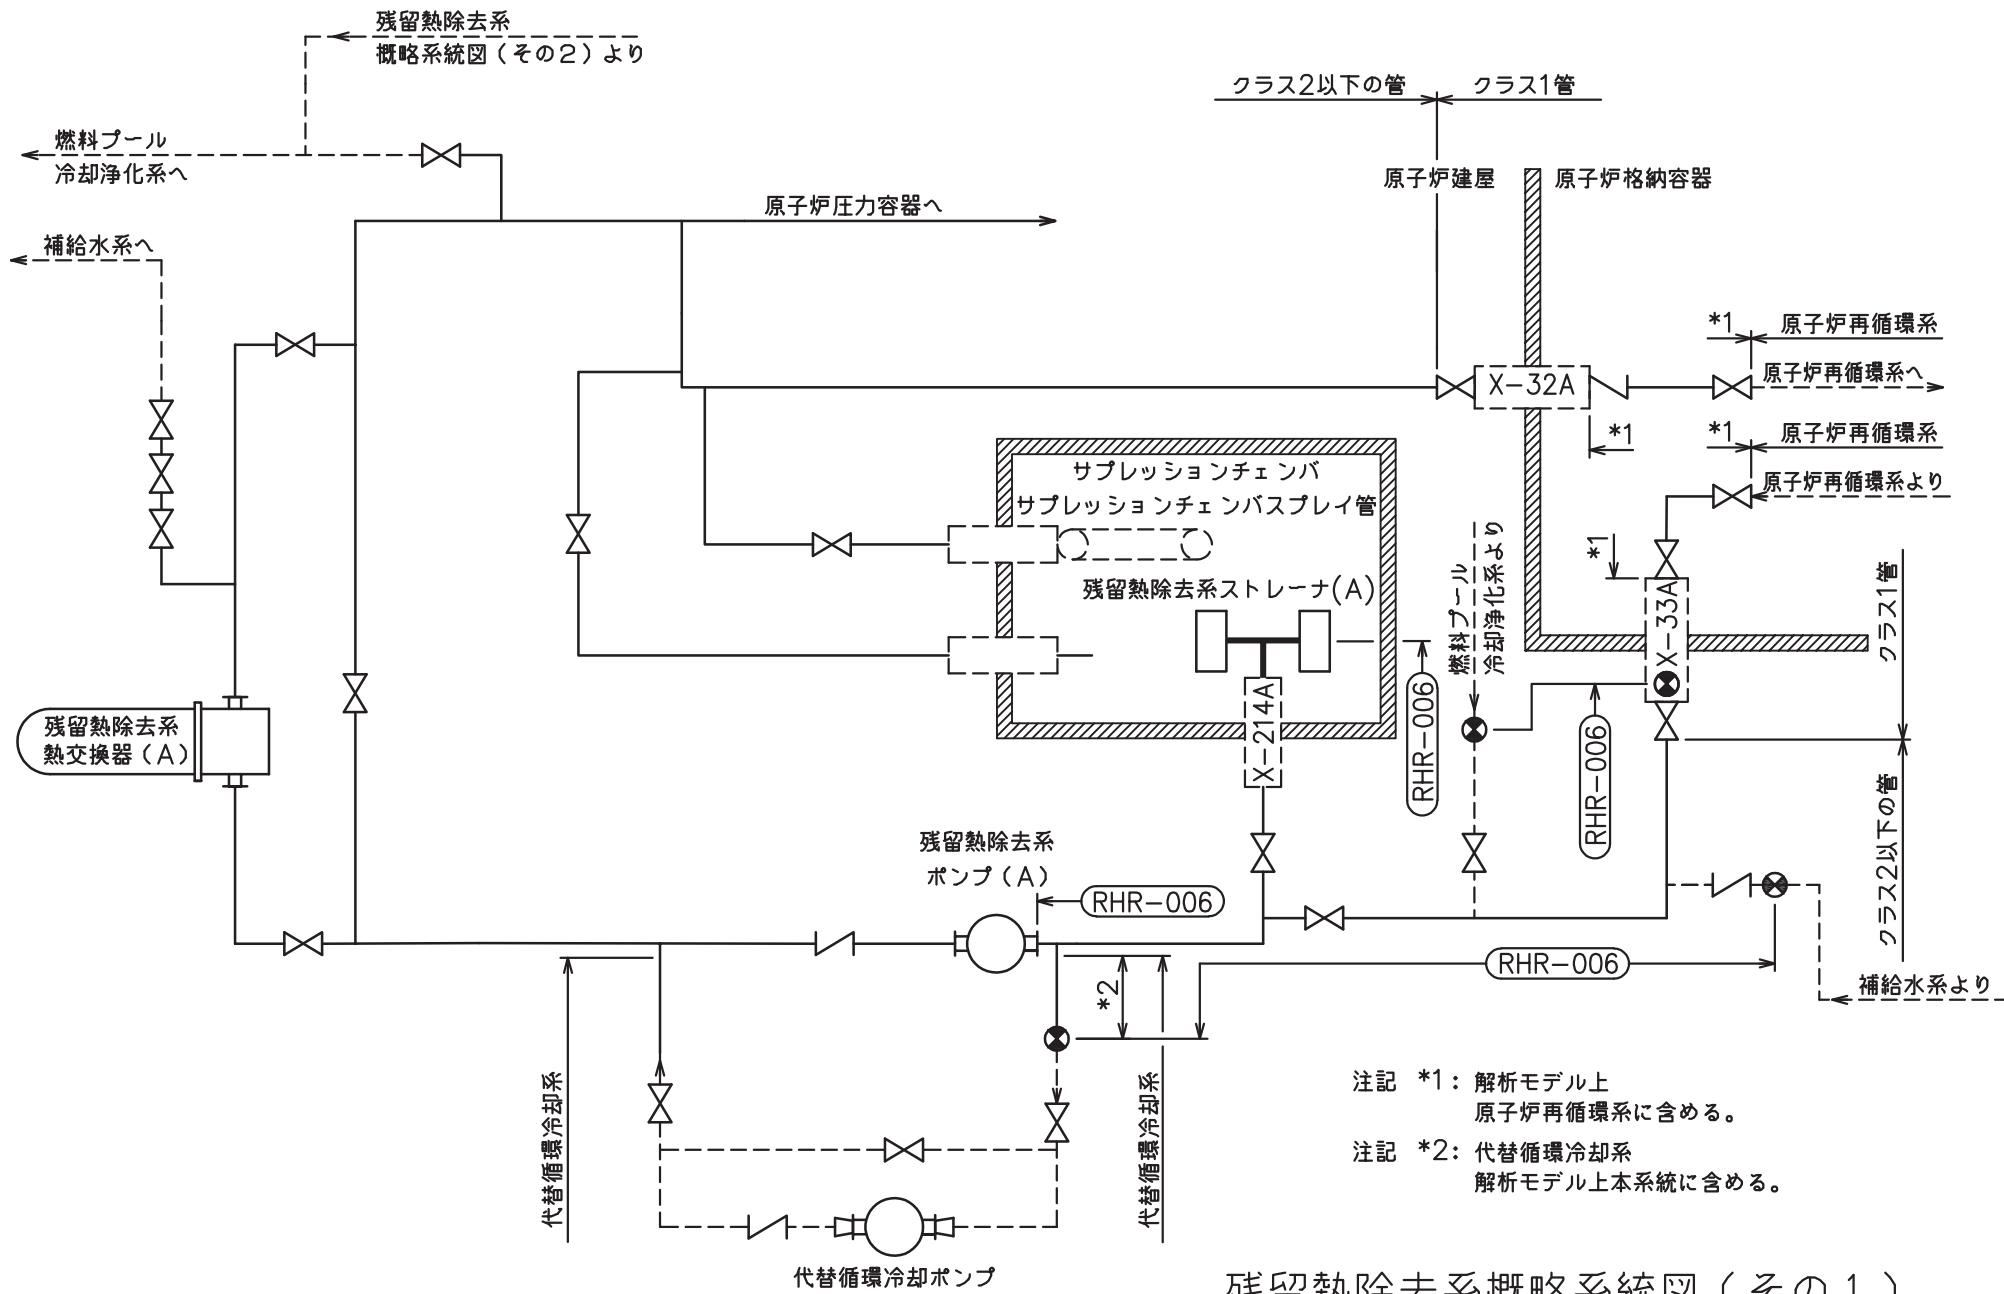 残留熱除去系
概略系統図(その2)より
クラス2以下の管
クラス1管
燃料プール
冷却浄化系へ
原子炉建屋
原子炉格納容器
原子炉圧力容器へ
補給水系へ
*1
原子炉再循環系
原子炉再循環系へ
X-32A
*1
*1
原子炉再循環系
原子炉再循環系より
サプレッションチェンバ
サプレッションチェンバスプレイ管
残留熱除去系ストレーナ(A)
燃料プール
冷却浄化系より
*1
X-33A
クラス1管
クラス2以下の管
X-214A
RHR-006
RHR-006
残留熱除去系
熱交換器(A)
残留熱除去系
ポンプ(A)
RHR-006
RHR-006
補給水系より
*2
代替循環冷却系
代替循環冷却系
代替循環冷却ポンプ
注記 *1: 解析モデル上
原子炉再循環系に含める。
注記 *2: 代替循環冷却系
解析モデル上本系統に含める。
残留熱除去系概略系統図(その1)